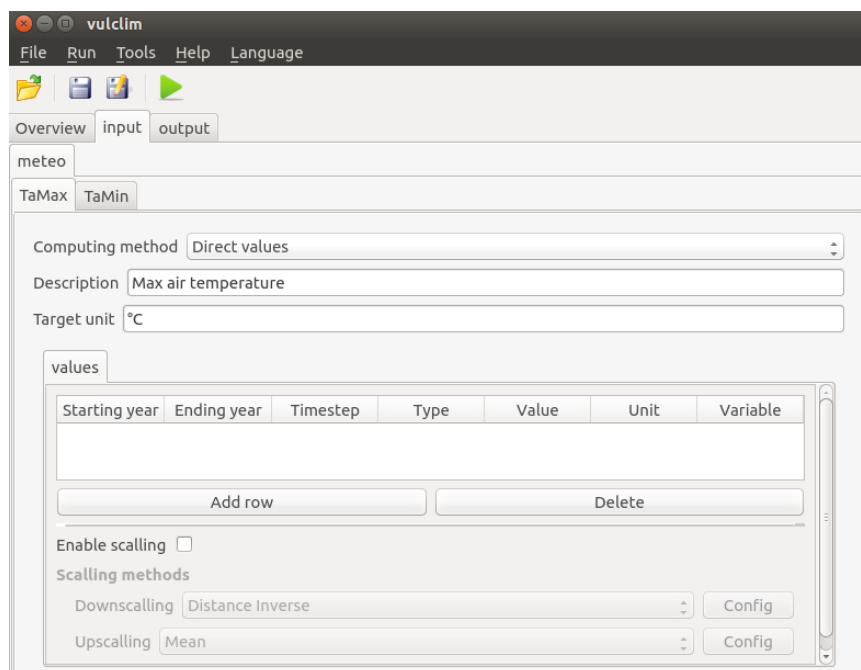 vulclim
File Run Tools Help Language
Overview input output
meteo
TaMax TaMin
Computing method Direct values
Description Max air temperature
Target unit °C
values
Starting year Ending year Timestep Type Value Unit Variable
Add row Delete
Enable scalling
Scalling methods
Downscalling Distance Inverse Config
Upscalling Mean Config